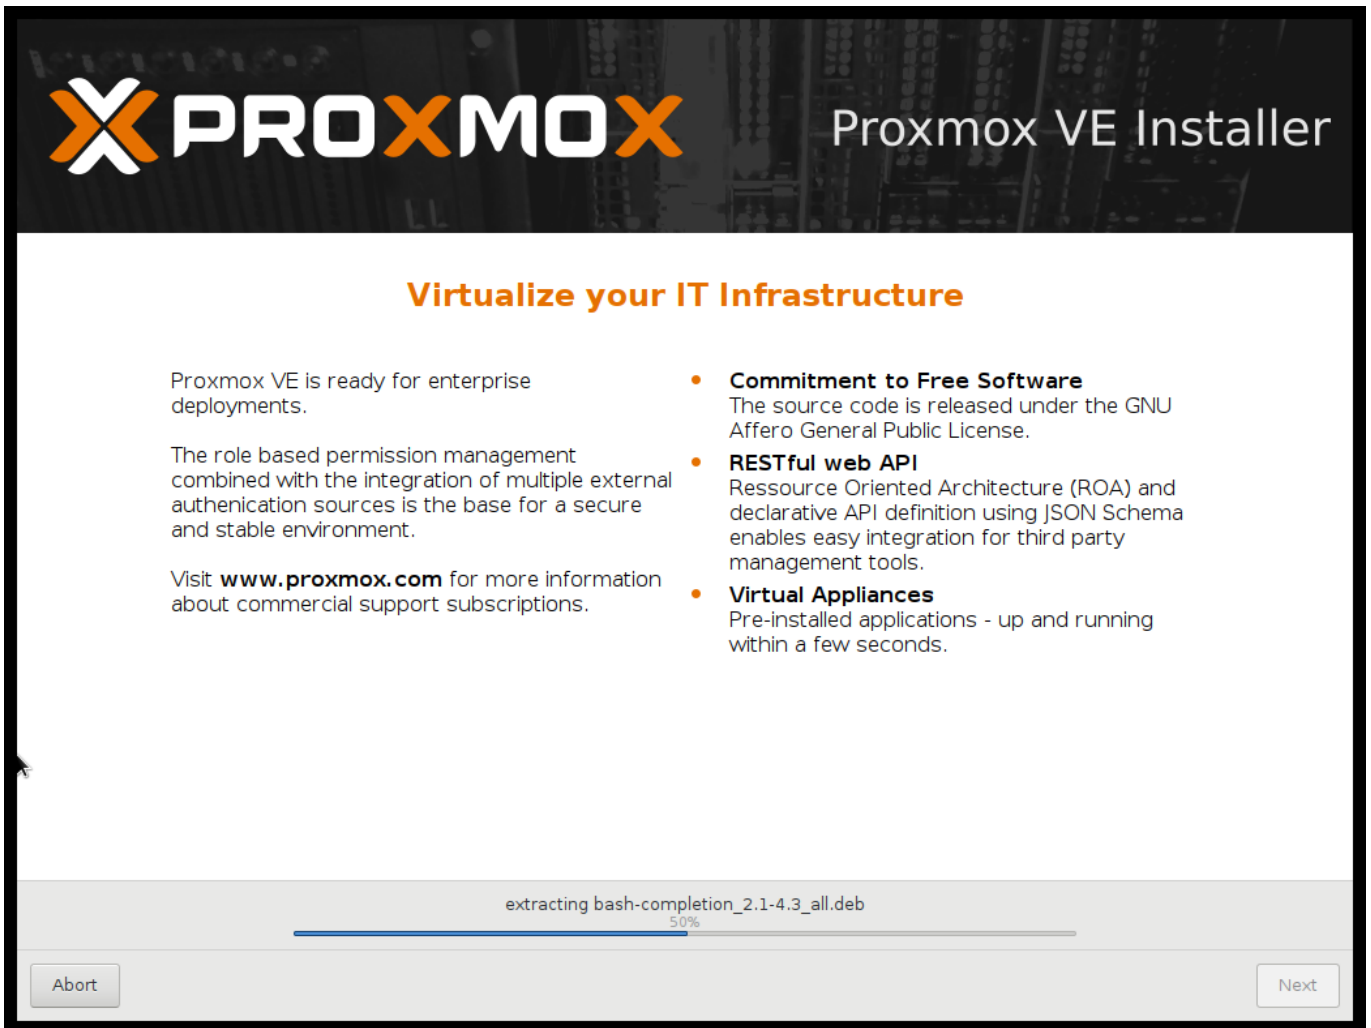 PROXMOX
Proxmox VE Installer
Virtualize your IT Infrastructure
Proxmox VE is ready for enterprise
deployments.
The role based permission management
combined with the integration of multiple external
authenication sources is the base for a secure
and stable environment.
Visit www.proxmox.com for more information
about commercial support subscriptions.
• Commitment to Free Software
The source code is released under the GNU
Affero General Public License.
• RESTful web API
Ressource Oriented Architecture (ROA) and
declarative API definition using JSON Schema
enables easy integration for third party
management tools.
• Virtual Appliances
Pre-installed applications - up and running
within a few seconds.
extracting bash-completion_2.1-4.3_all.deb
50%
Abort
Next